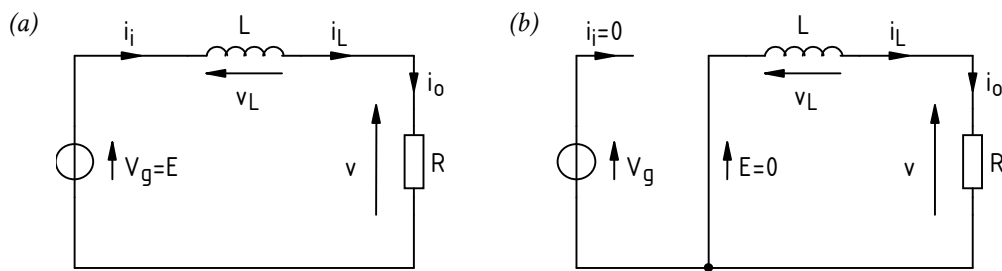 (a)
i_i
L
i_L
v_L
i_o
V_g=E
v
R
(b)
i_i=0
L
i_L
v_L
i_o
V_g
E=0
v
R